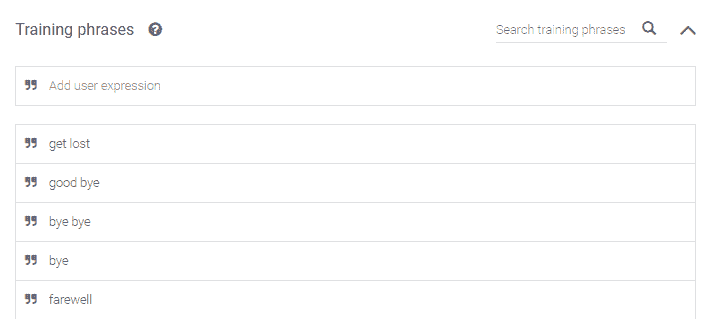 Training phrases
Search training phrases
Add user expression
get lost
good bye
bye bye
bye
farewell